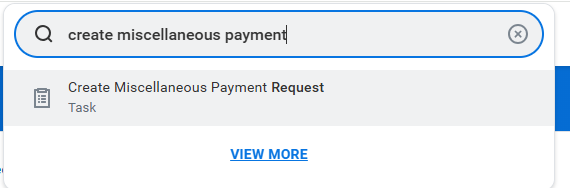 create miscellaneous payment
Create Miscellaneous Payment Request
Task
VIEW MORE